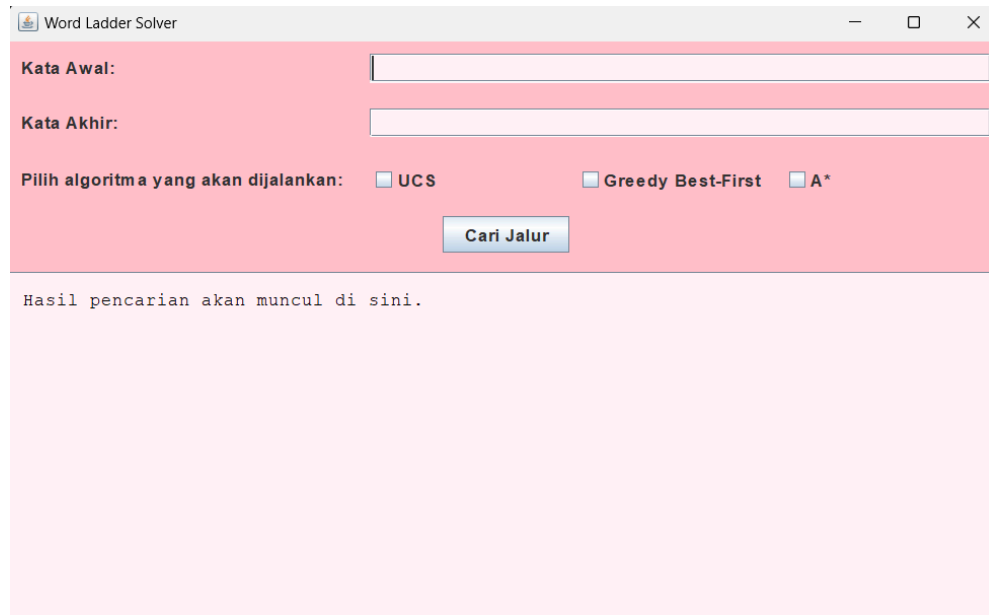 Word Ladder Solver
Kata Awal:
Kata Akhir:
Pilih algoritma yang akan dijalankan: UCS Greedy Best-First A*
Cari Jalur
Hasil pencarian akan muncul di sini.